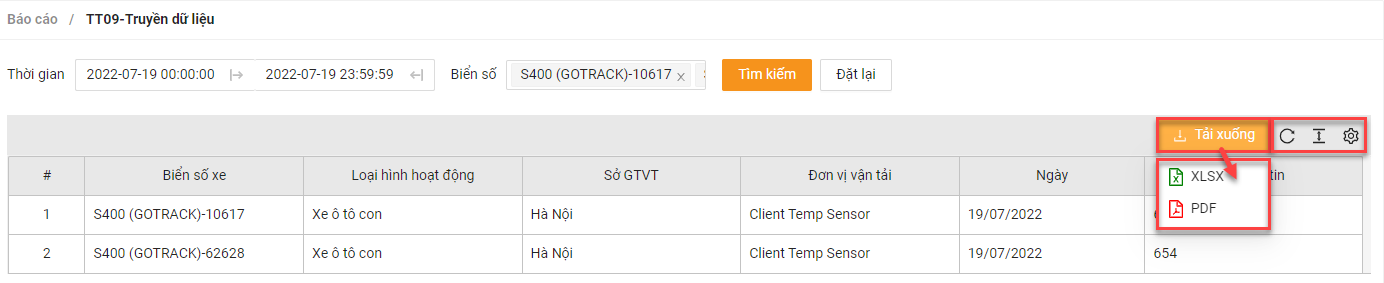 Báo cáo / TT09-Truyền dữ liệu
Thời gian 2022-07-19 00:00:00 2022-07-19 23:59:59 Biển số S400 (GOTRACK)-10617 x Tìm kiếm Đặt lại
Tải xuống
XLSX
PDF
# Biển số xe Loại hình hoạt động Sở GTVT Đơn vị vận tải Ngày tin
1 S400 (GOTRACK)-10617 Xe ô tô con Hà Nội Client Temp Sensor 19/07/2022
2 S400 (GOTRACK)-62628 Xe ô tô con Hà Nội Client Temp Sensor 19/07/2022 654